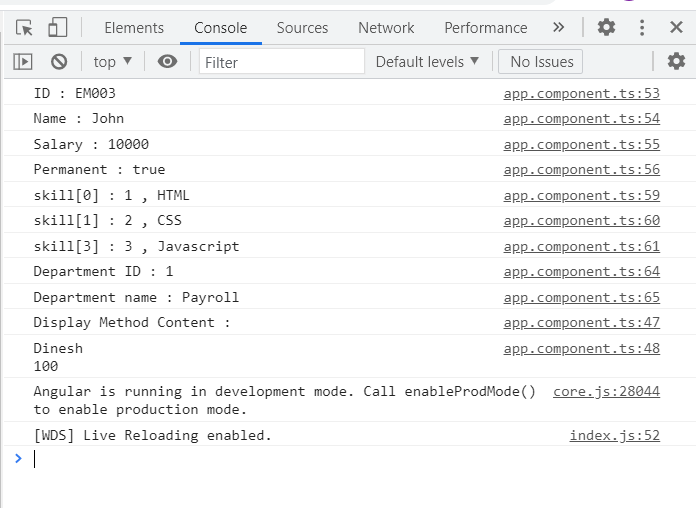 Elements Console Sources Network Performance »
top ▼ Filter Default levels ▼ No Issues
ID : EM003 app.component.ts:53
Name : John app.component.ts:54
Salary : 10000 app.component.ts:55
Permanent : true app.component.ts:56
skill[0] : 1 , HTML app.component.ts:59
skill[1] : 2 , CSS app.component.ts:60
skill[3] : 3 , Javascript app.component.ts:61
Department ID : 1 app.component.ts:64
Department name : Payroll app.component.ts:65
Display Method Content : app.component.ts:47
Dinesh app.component.ts:48
100
Angular is running in development mode. Call enableProdMode() core.js:28044
to enable production mode.
[WDS] Live Reloading enabled. index.js:52
>